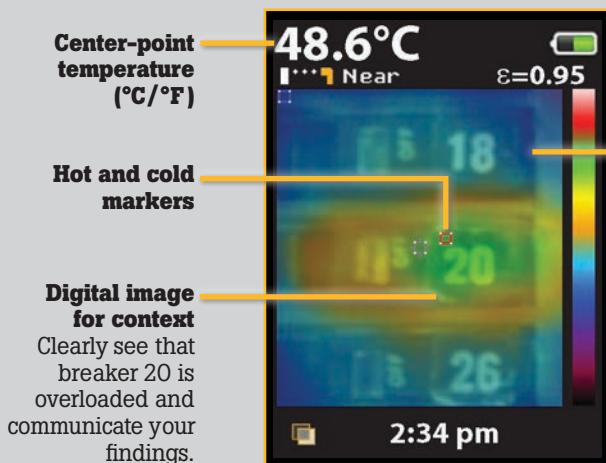 Center-point
temperature
(°C/°F)
Hot and cold
markers
Digital image
for context
Clearly see that
breaker 20 is
overloaded and
communicate your
findings.
48.6°C
Near
ε=0.95
18
20
26
OFF
2:34 pm